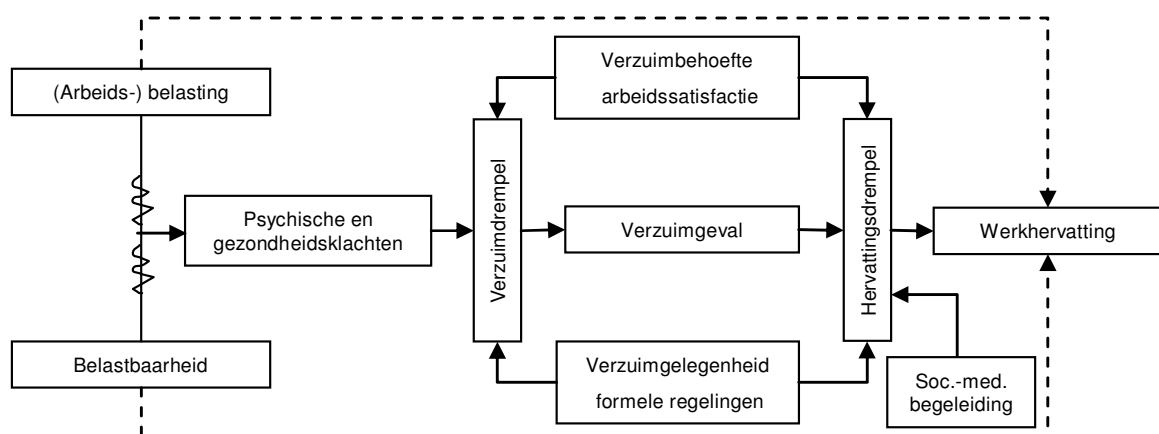 (Arbeids-) belasting
Verzuimbehoefte
arbeidssatisfactie
Verzuimdrempel
Hervattingsdrempel
Psychische en
gezondheidsklachten
Verzuimgeval
Werkhervatting
Belastbaarheid
Verzuimgelegenheid
formele regelingen
Soc.-med.
begeleiding